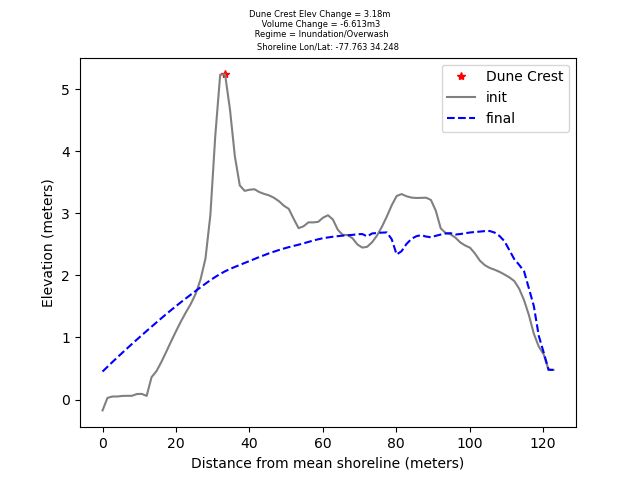 Dune Crest Elev Change = 3.18m
Volume Change = -6.613m3
Regime = Inundation/Overwash
Shoreline Lon/Lat: -77.763 34.248
Dune Crest
init
final
5
4
3
2
1
0
Elevation (meters)
0 20 40 60 80 100 120
Distance from mean shoreline (meters)